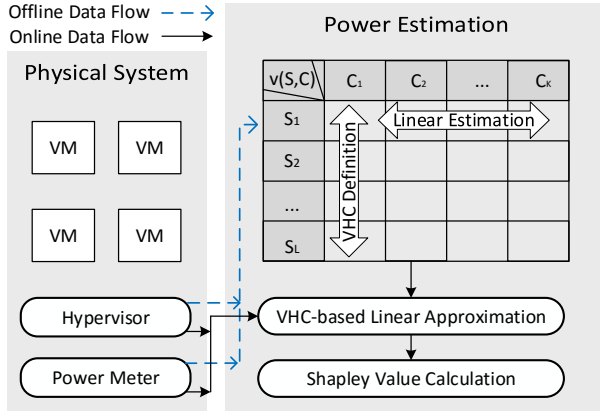 Offline Data Flow
Online Data Flow
Physical System
VM
VM
VM
VM
Hypervisor
Power Meter
Power Estimation
v(S,C)
C₁
C₂
...
Cₖ
S₁
S₂
...
S_L
Linear Estimation
VHC Definition
VHC-based Linear Approximation
Shapley Value Calculation